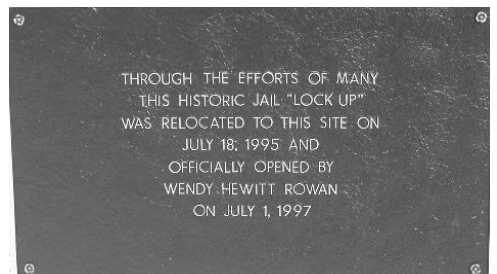 THROUGH THE EFFORTS OF MANY
THIS HISTORIC JAIL "LOCK UP"
WAS RELOCATED TO THIS SITE ON
JULY 18, 1995 AND
OFFICIALLY OPENED BY
WENDY HEWITT ROWAN
ON JULY 1, 1997